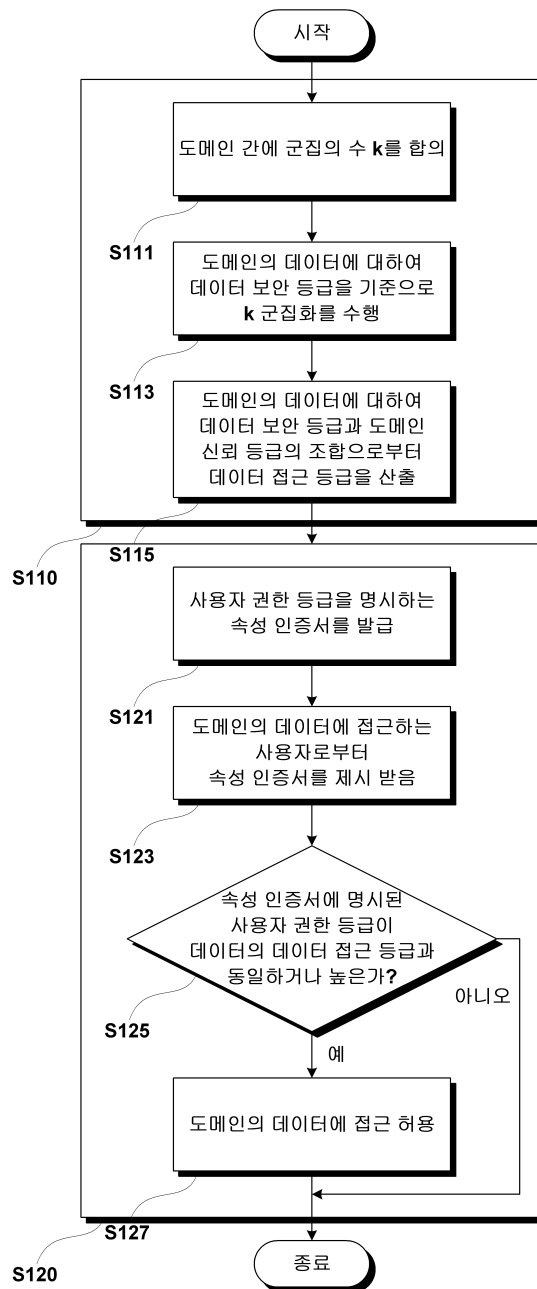 시작
도메인 간에 군집의 수 k를 합의
S111
도메인의 데이터에 대하여
데이터 보안 등급을 기준으로
k 군집화를 수행
S113
도메인의 데이터에 대하여
데이터 보안 등급과 도메인
신뢰 등급의 조합으로부터
데이터 접근 등급을 산출
S115
S110
사용자 권한 등급을 명시하는
속성 인증서를 발급
S121
도메인의 데이터에 접근하는
사용자로부터
속성 인증서를 제시 받음
S123
속성 인증서에 명시된
사용자 권한 등급이
데이터의 데이터 접근 등급과
동일하거나 높은가?
S125
아니오
예
도메인의 데이터에 접근 허용
S127
S120
종료